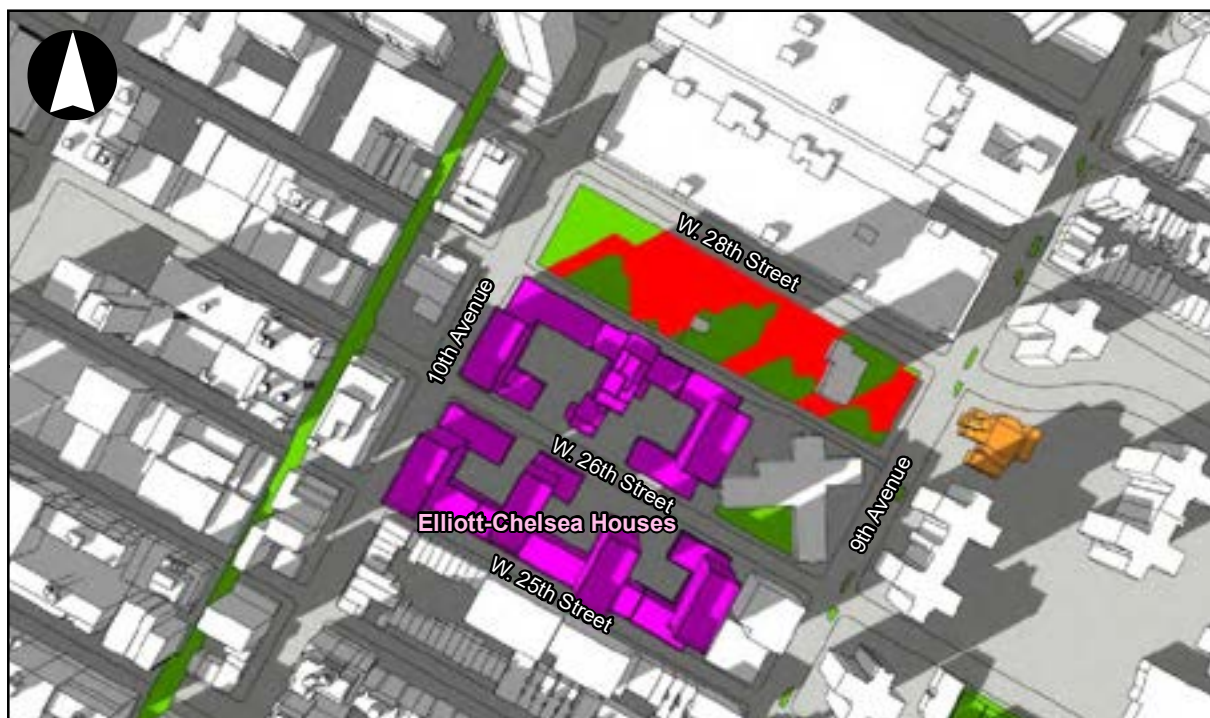 W. 28th Street
10th Avenue
W. 26th Street
9th Avenue
Elliott-Chelsea Houses
W. 25th Street